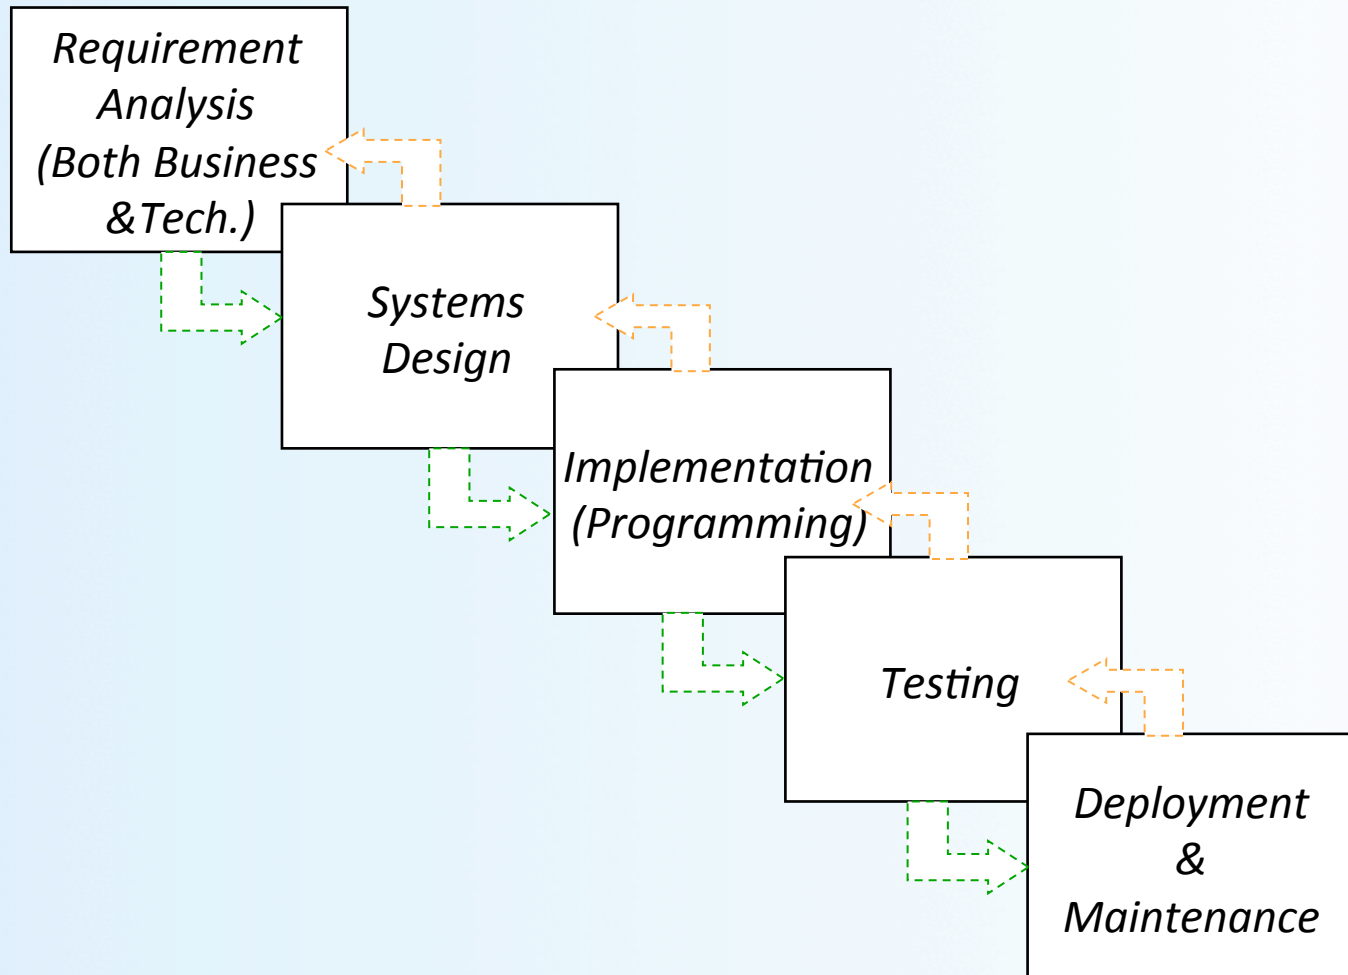 Requirement
Analysis
(Both Business
&Tech.)
Systems
Design
Implementation
(Programming)
Testing
Deployment
&
Maintenance